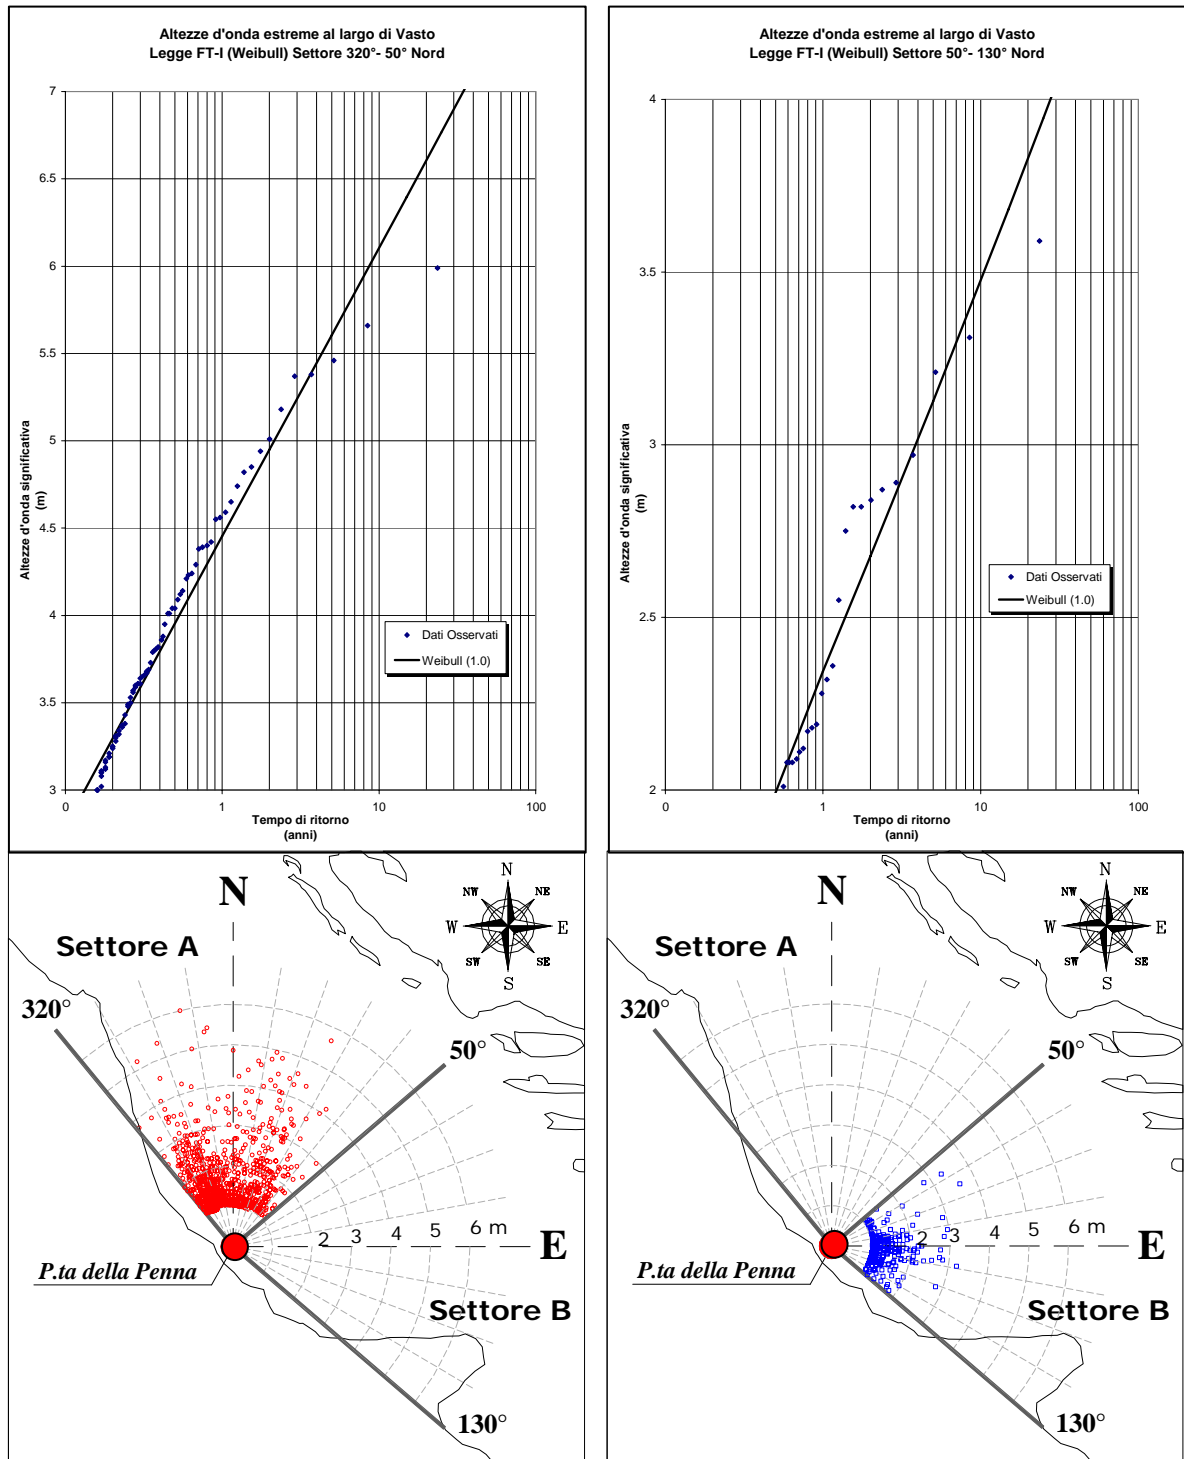 Altezze d'onda estreme al largo di Vasto
Legge FT-I (Weibull) Settore 320°- 50° Nord
7
6.5
6
5.5
5
4.5
4
3.5
3
Altezze d'onda significativa
(m)
Dati Osservati
Weibull (1.0)
0
1
10
100
Tempo di ritorno
(anni)
Altezze d'onda estreme al largo di Vasto
Legge FT-I (Weibull) Settore 50°- 130° Nord
4
3.5
3
2.5
2
Altezze d'onda significativa
(m)
Dati Osservati
Weibull (1.0)
0
1
10
100
Tempo di ritorno
(anni)
N
NW
NE
W
E
SW
SE
S
N
Settore A
320°
50°
2 3 4 5 6 m
E
P.ta della Penna
Settore B
130°
N
NW
NE
W
E
SW
SE
S
N
Settore A
320°
50°
2 3 4 5 6 m
E
P.ta della Penna
Settore B
130°